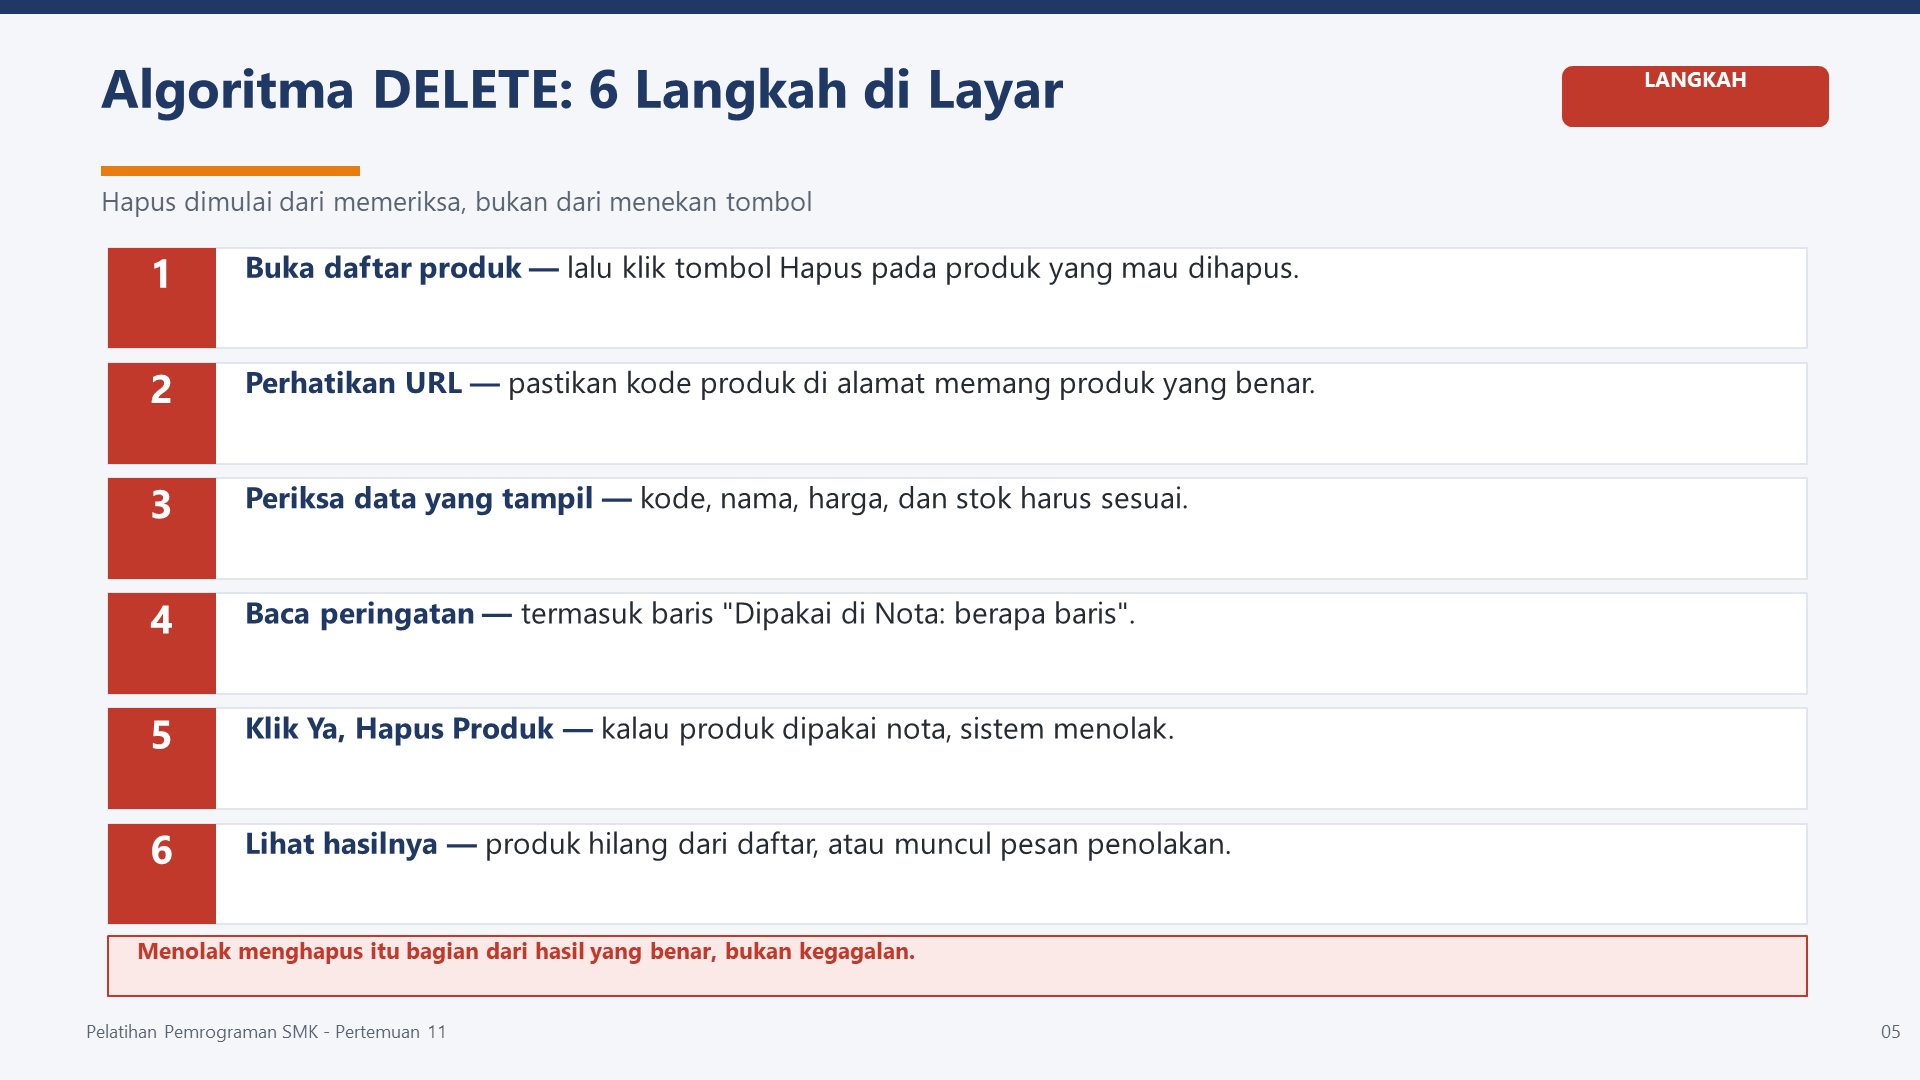 Algoritma DELETE: 6 Langkah di Layar
LANGKAH
Hapus dimulai dari memeriksa, bukan dari menekan tombol
1
Buka daftar produk — lalu klik tombol Hapus pada produk yang mau dihapus.
2
Perhatikan URL — pastikan kode produk di alamat memang produk yang benar.
3
Periksa data yang tampil — kode, nama, harga, dan stok harus sesuai.
4
Baca peringatan — termasuk baris "Dipakai di Nota: berapa baris".
5
Klik Ya, Hapus Produk — kalau produk dipakai nota, sistem menolak.
6
Lihat hasilnya — produk hilang dari daftar, atau muncul pesan penolakan.
Menolak menghapus itu bagian dari hasil yang benar, bukan kegagalan.
Pelatihan Pemrograman SMK - Pertemuan 11
05